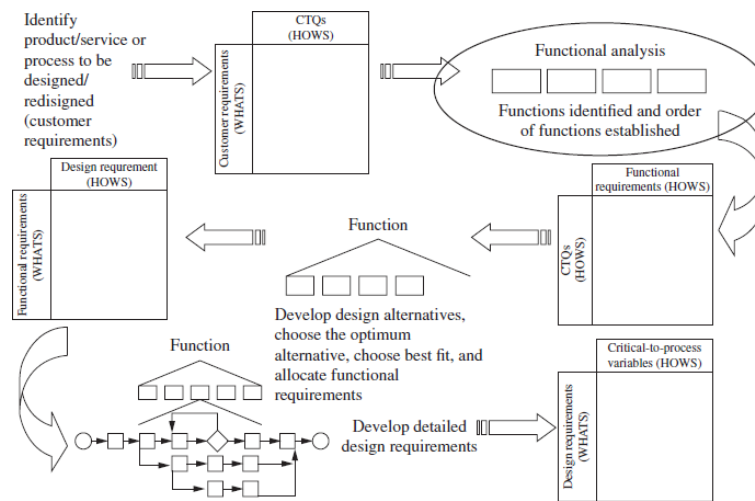 Identify
product/service or
process to be
designed/
redisigned
(customer
requirements)
CTQs
(HOWS)
Customer requirements
(WHATS)
Functional analysis
Functions identified and order
of functions established
Functional
requirements (HOWS)
CTQs
(HOWS)
Function
Develop design alternatives,
choose the optimum
alternative, choose best fit, and
allocate functional
requirements
Design requrement
(HOWS)
Functional requirements
(WHATS)
Function
Develop detailed
design requirements
Critical-to-process
variables (HOWS)
Design requirements
(WHATS)